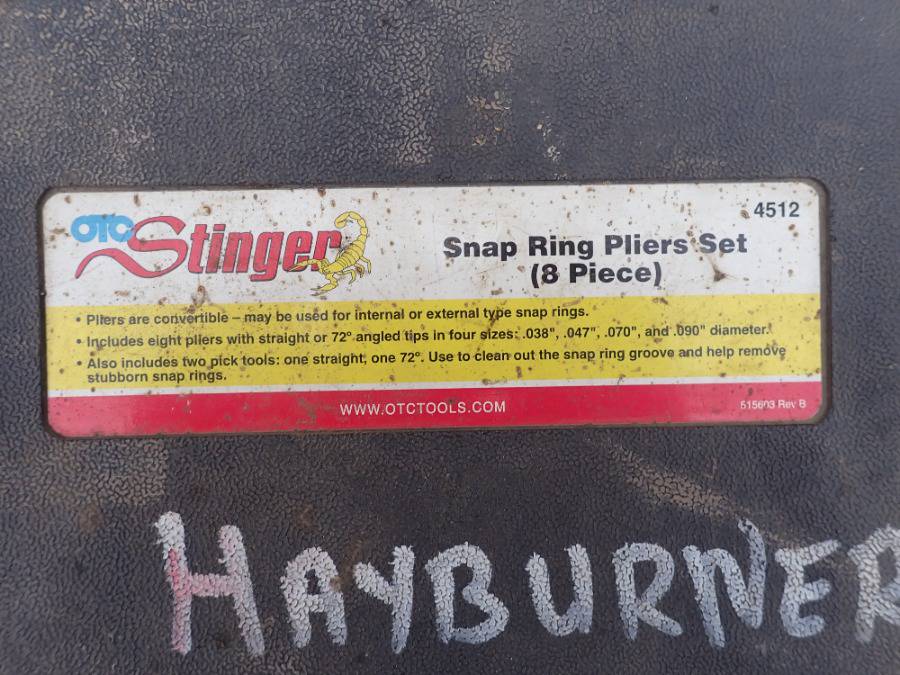 4512
OTC Stinger
Snap Ring Pliers Set
(8 Piece)
• Pliers are convertible – may be used for internal or external type snap rings.
• Includes eight pliers with straight or 72° angled tips in four sizes: .038", .047", .070", and .090" diameter.
• Also includes two pick tools: one straight, one 72°. Use to clean out the snap ring groove and help remove
stubborn snap rings.
WWW.OTCTOOLS.COM
515603 Rev B
HAYBURNER